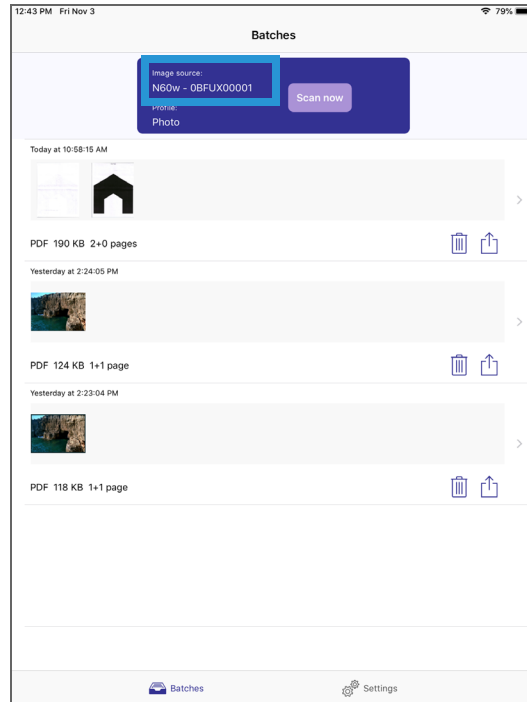 12:43 PM Fri Nov 3
79%
Batches
Image source:
N60w - 0BFUX00001
Scan now
Profile:
Photo
Today at 10:58:15 AM
PDF 190 KB 2+0 pages
Yesterday at 2:24:05 PM
PDF 124 KB 1+1 page
Yesterday at 2:23:04 PM
PDF 118 KB 1+1 page
Batches
Settings